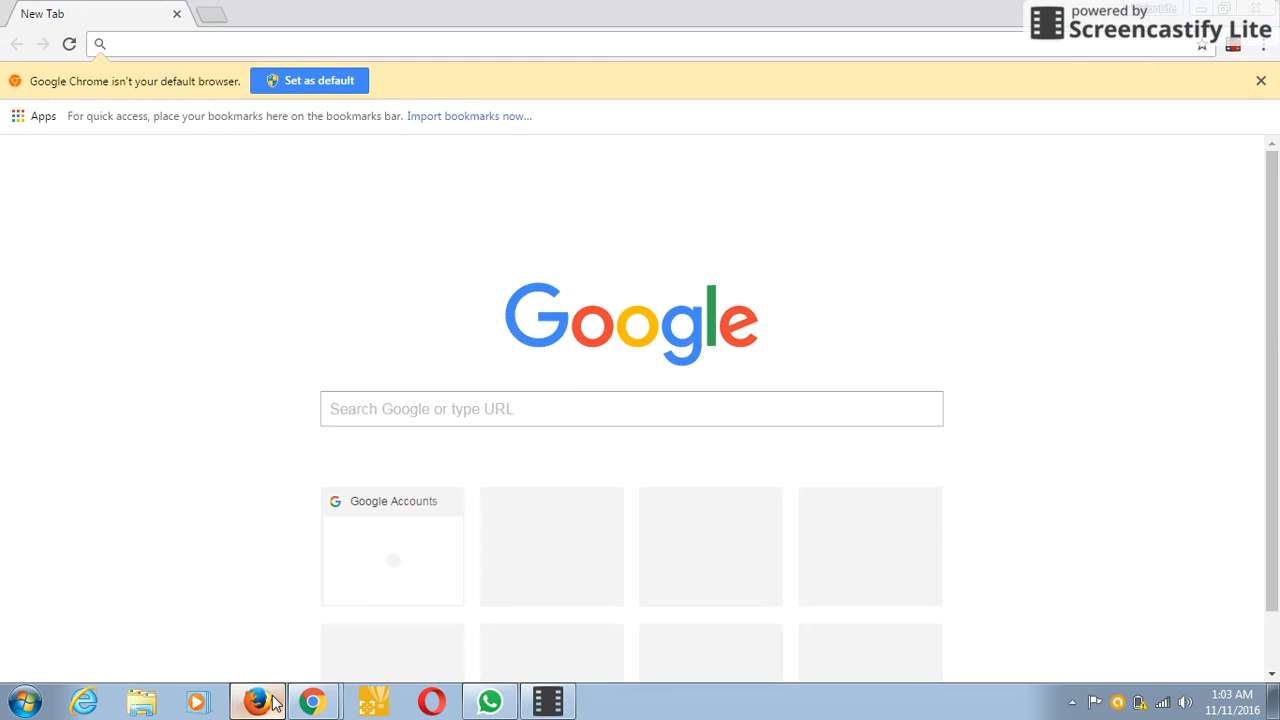 New Tab
powered by
Screencastify Lite
Google Chrome isn't your default browser.
Set as default
Apps
For quick access, place your bookmarks here on the bookmarks bar.
Import bookmarks now...
Google
Search Google or type URL
Google Accounts
1:03 AM
11/11/2016